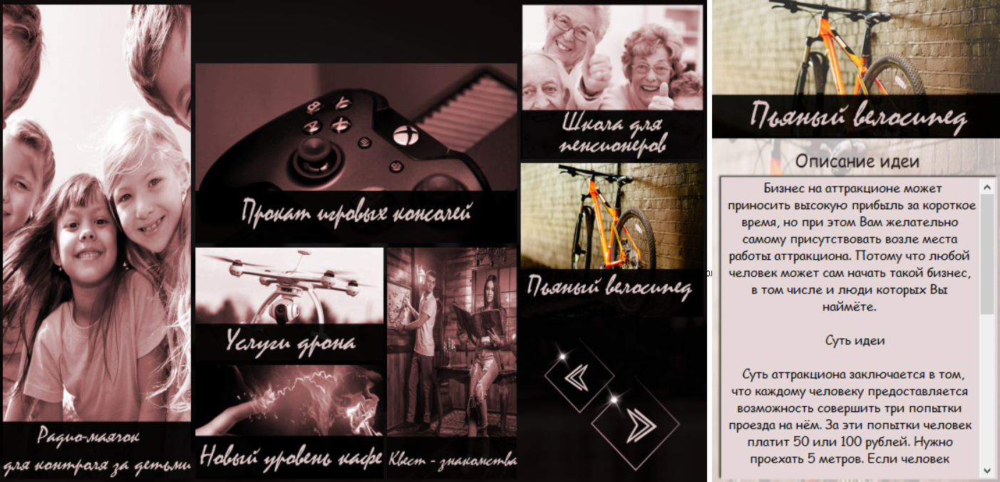 Радио-маячок
для контроля за детьми
Прокат игровых консолей
Услуги дрона
Новый уровень кафе
Квест - знакомства
Школа для
пенсионеров
Пьяный велосипед
Пьяный велосипед
Описание идеи
Бизнес на аттракционе может
приносить высокую прибыль за короткое
время, но при этом Вам желательно
самому присутствовать возле места
работы аттракциона. Потому что любой
человек может сам начать такой бизнес,
в том числе и люди которых Вы
наймёте.
Суть идеи
Суть аттракциона заключается в том,
что каждому человеку предоставляется
возможность совершить три попытки
проезда на нём. За эти попытки человек
платит 50 или 100 рублей. Нужно
проехать 5 метров. Если человек